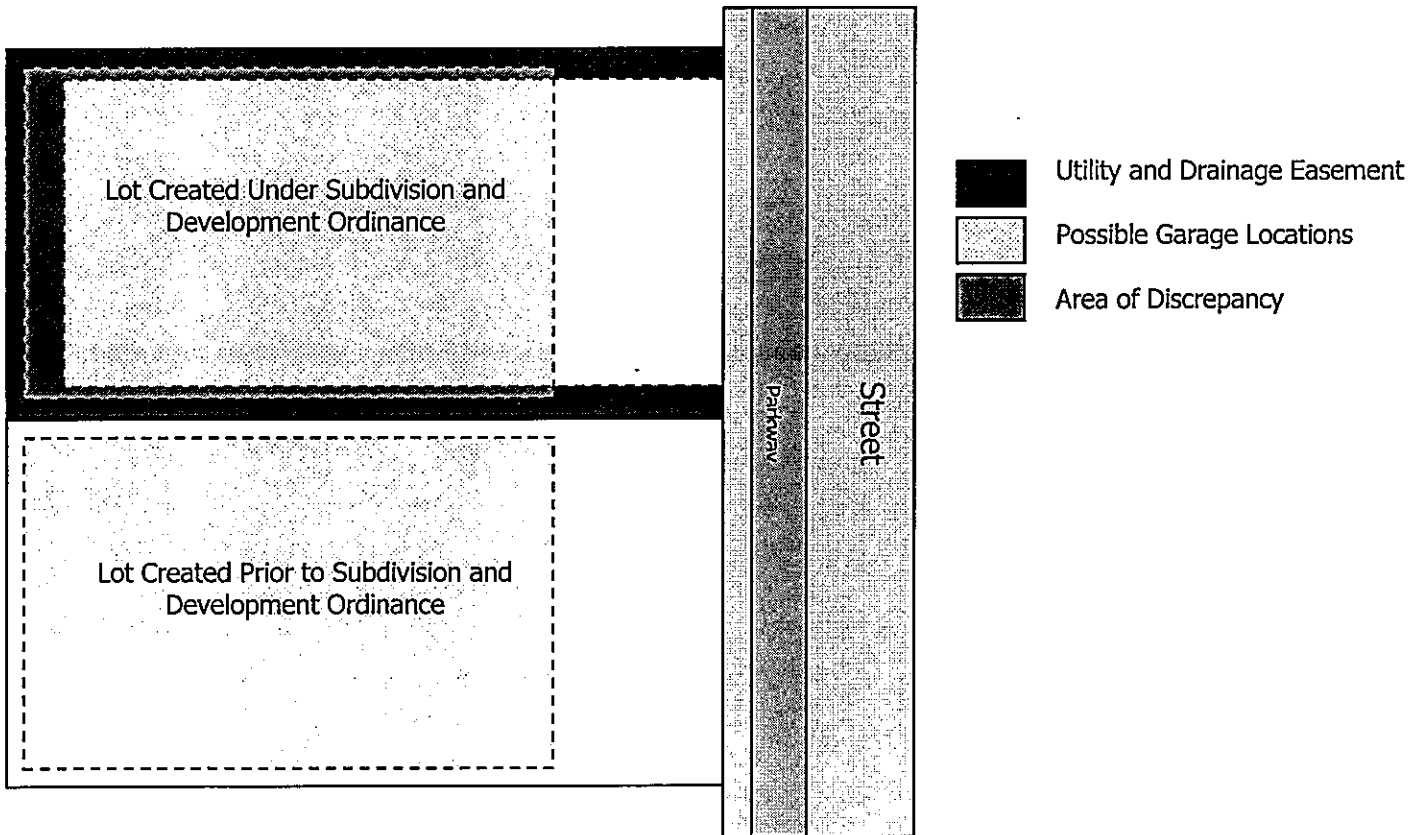 Lot Created Under Subdivision and
Development Ordinance
Lot Created Prior to Subdivision and
Development Ordinance
Parkway
Street
Utility and Drainage Easement
Possible Garage Locations
Area of Discrepancy